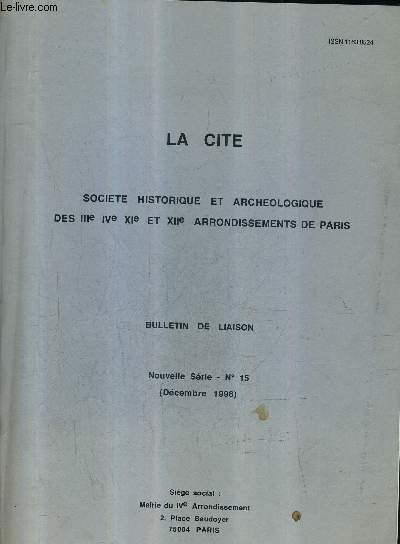 Le-livre.com
LA CITE
SOCIETE HISTORIQUE ET ARCHEOLOGIQUE
DES IIIe IVe XIe ET XIIe ARRONDISSEMENTS DE PARIS
BULLETIN DE LIAISON
Nouvelle Série - N° 15
(Décembre 1996)
Siège social :
Mairie du IVe Arrondissement
2, Place Baudoyer
75004 PARIS